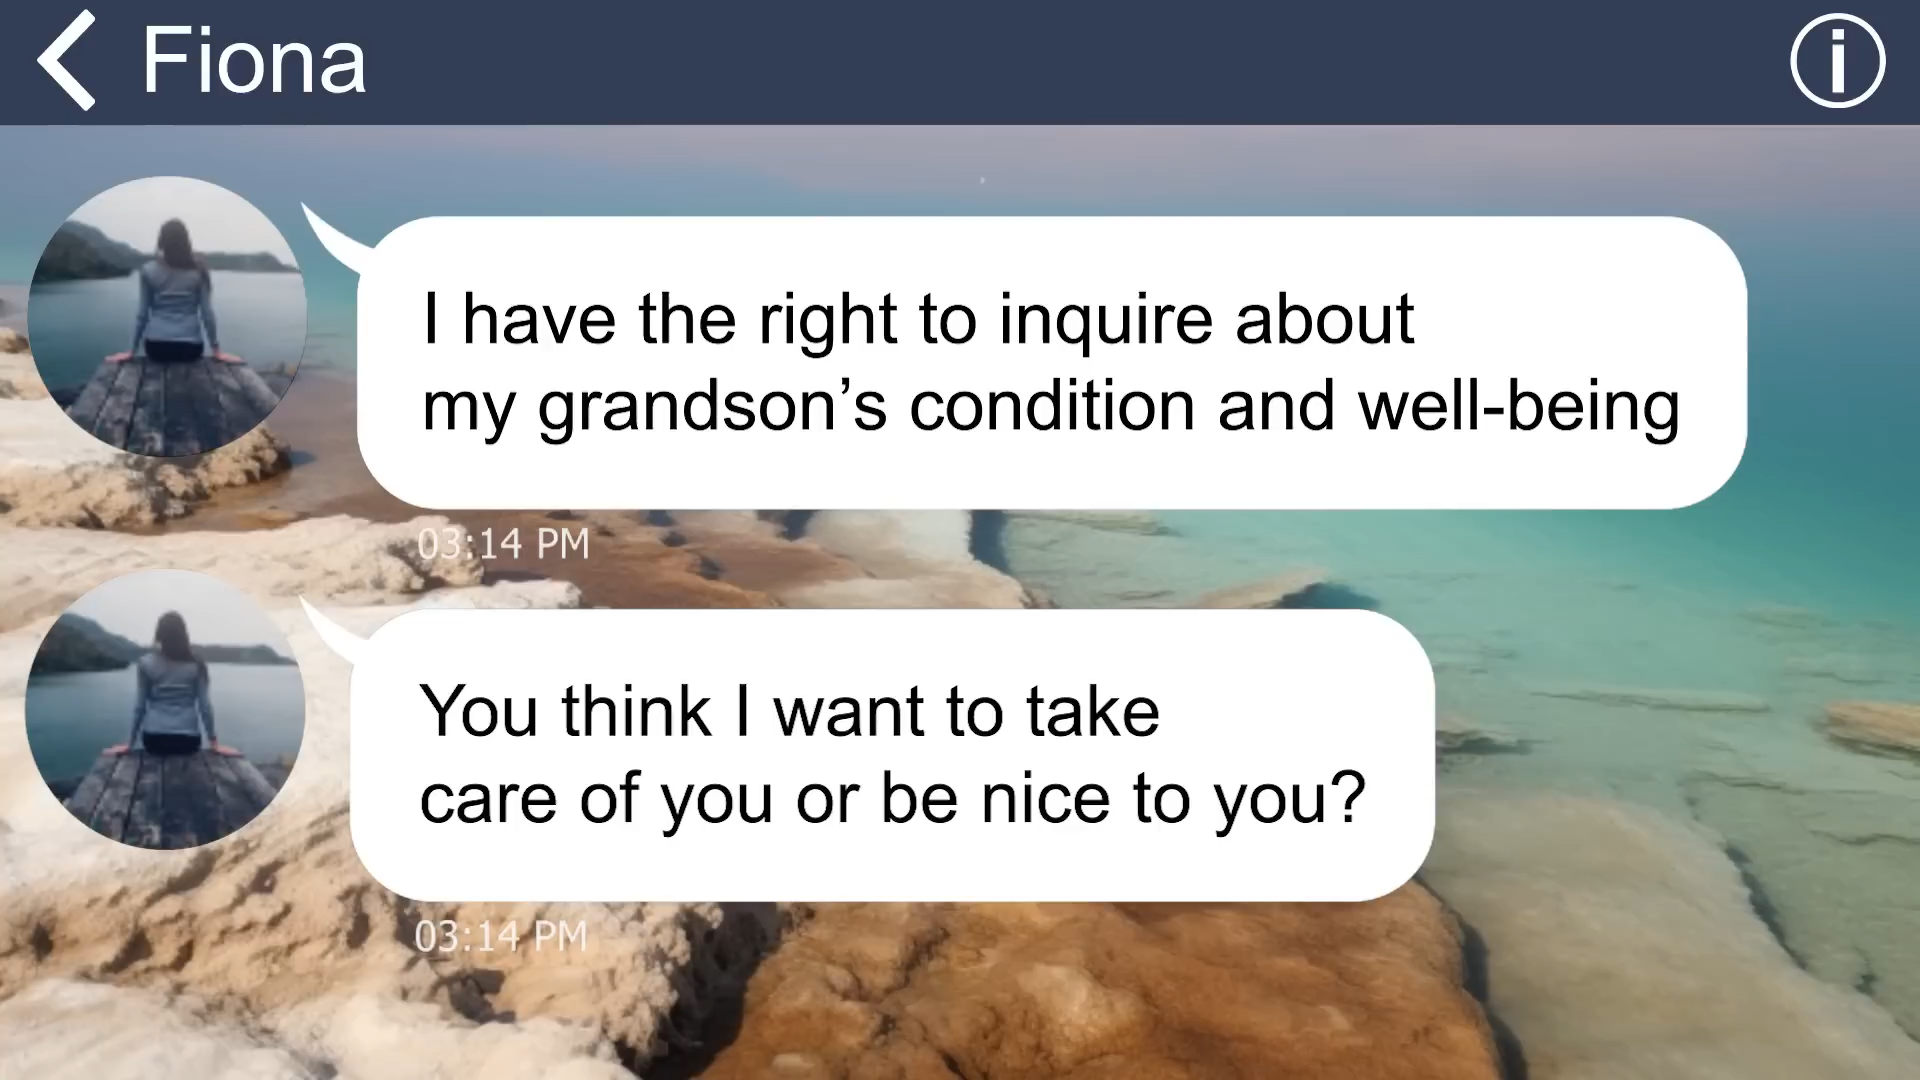 Fiona
I have the right to inquire about
my grandson’s condition and well-being
03:14 PM
You think I want to take
care of you or be nice to you?
03:14 PM